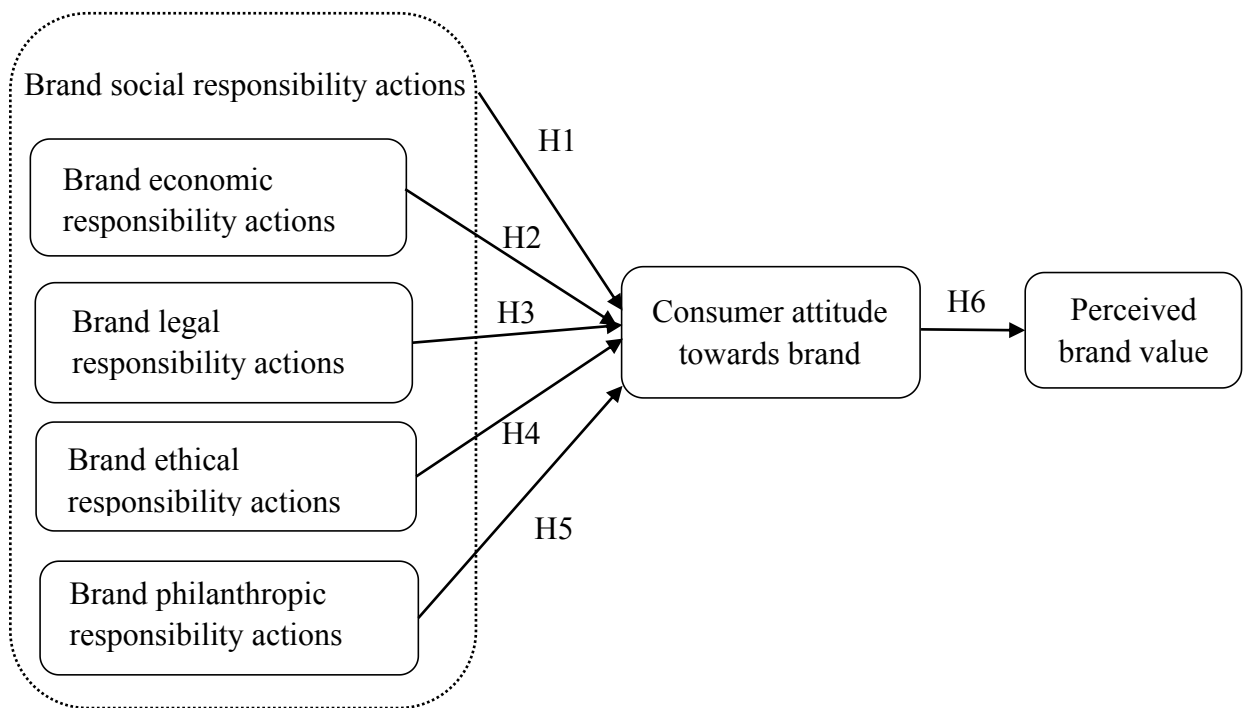 Brand social responsibility actions
H1
Brand economic
responsibility actions
H2
Brand legal
responsibility actions
H3
Brand ethical
responsibility actions
H4
Brand philanthropic
responsibility actions
H5
Consumer attitude
towards brand
H6
Perceived
brand value